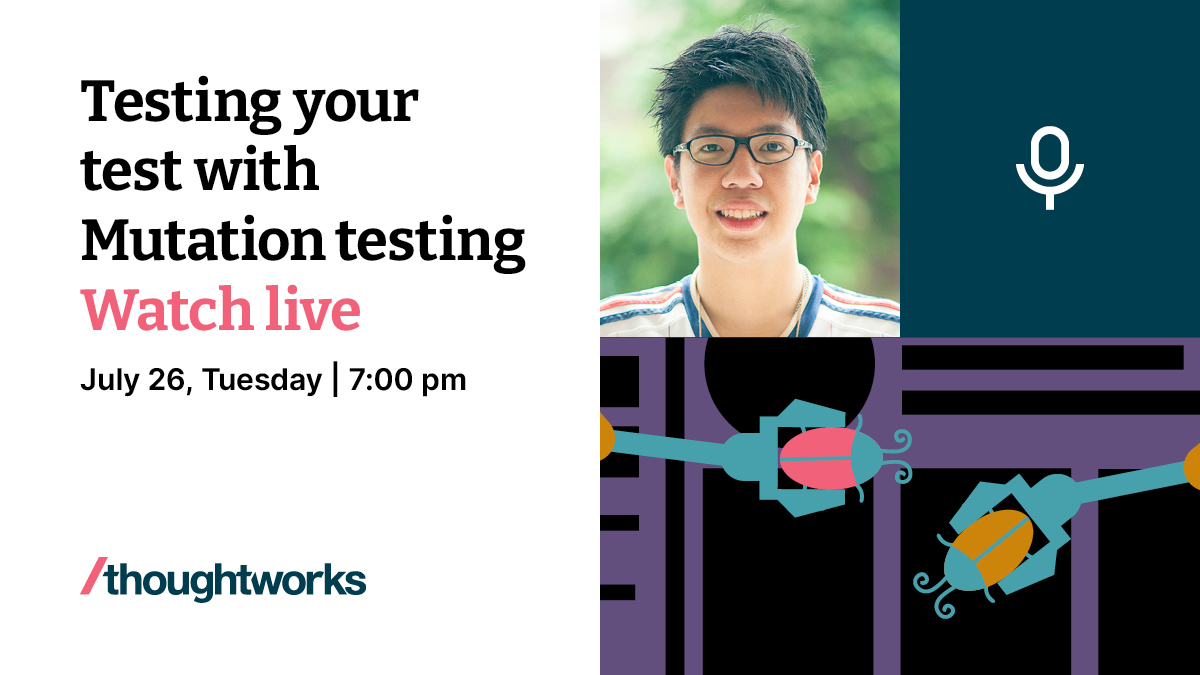 Testing your
test with
Mutation testing
Watch live
July 26, Tuesday | 7:00 pm
/thoughtworks